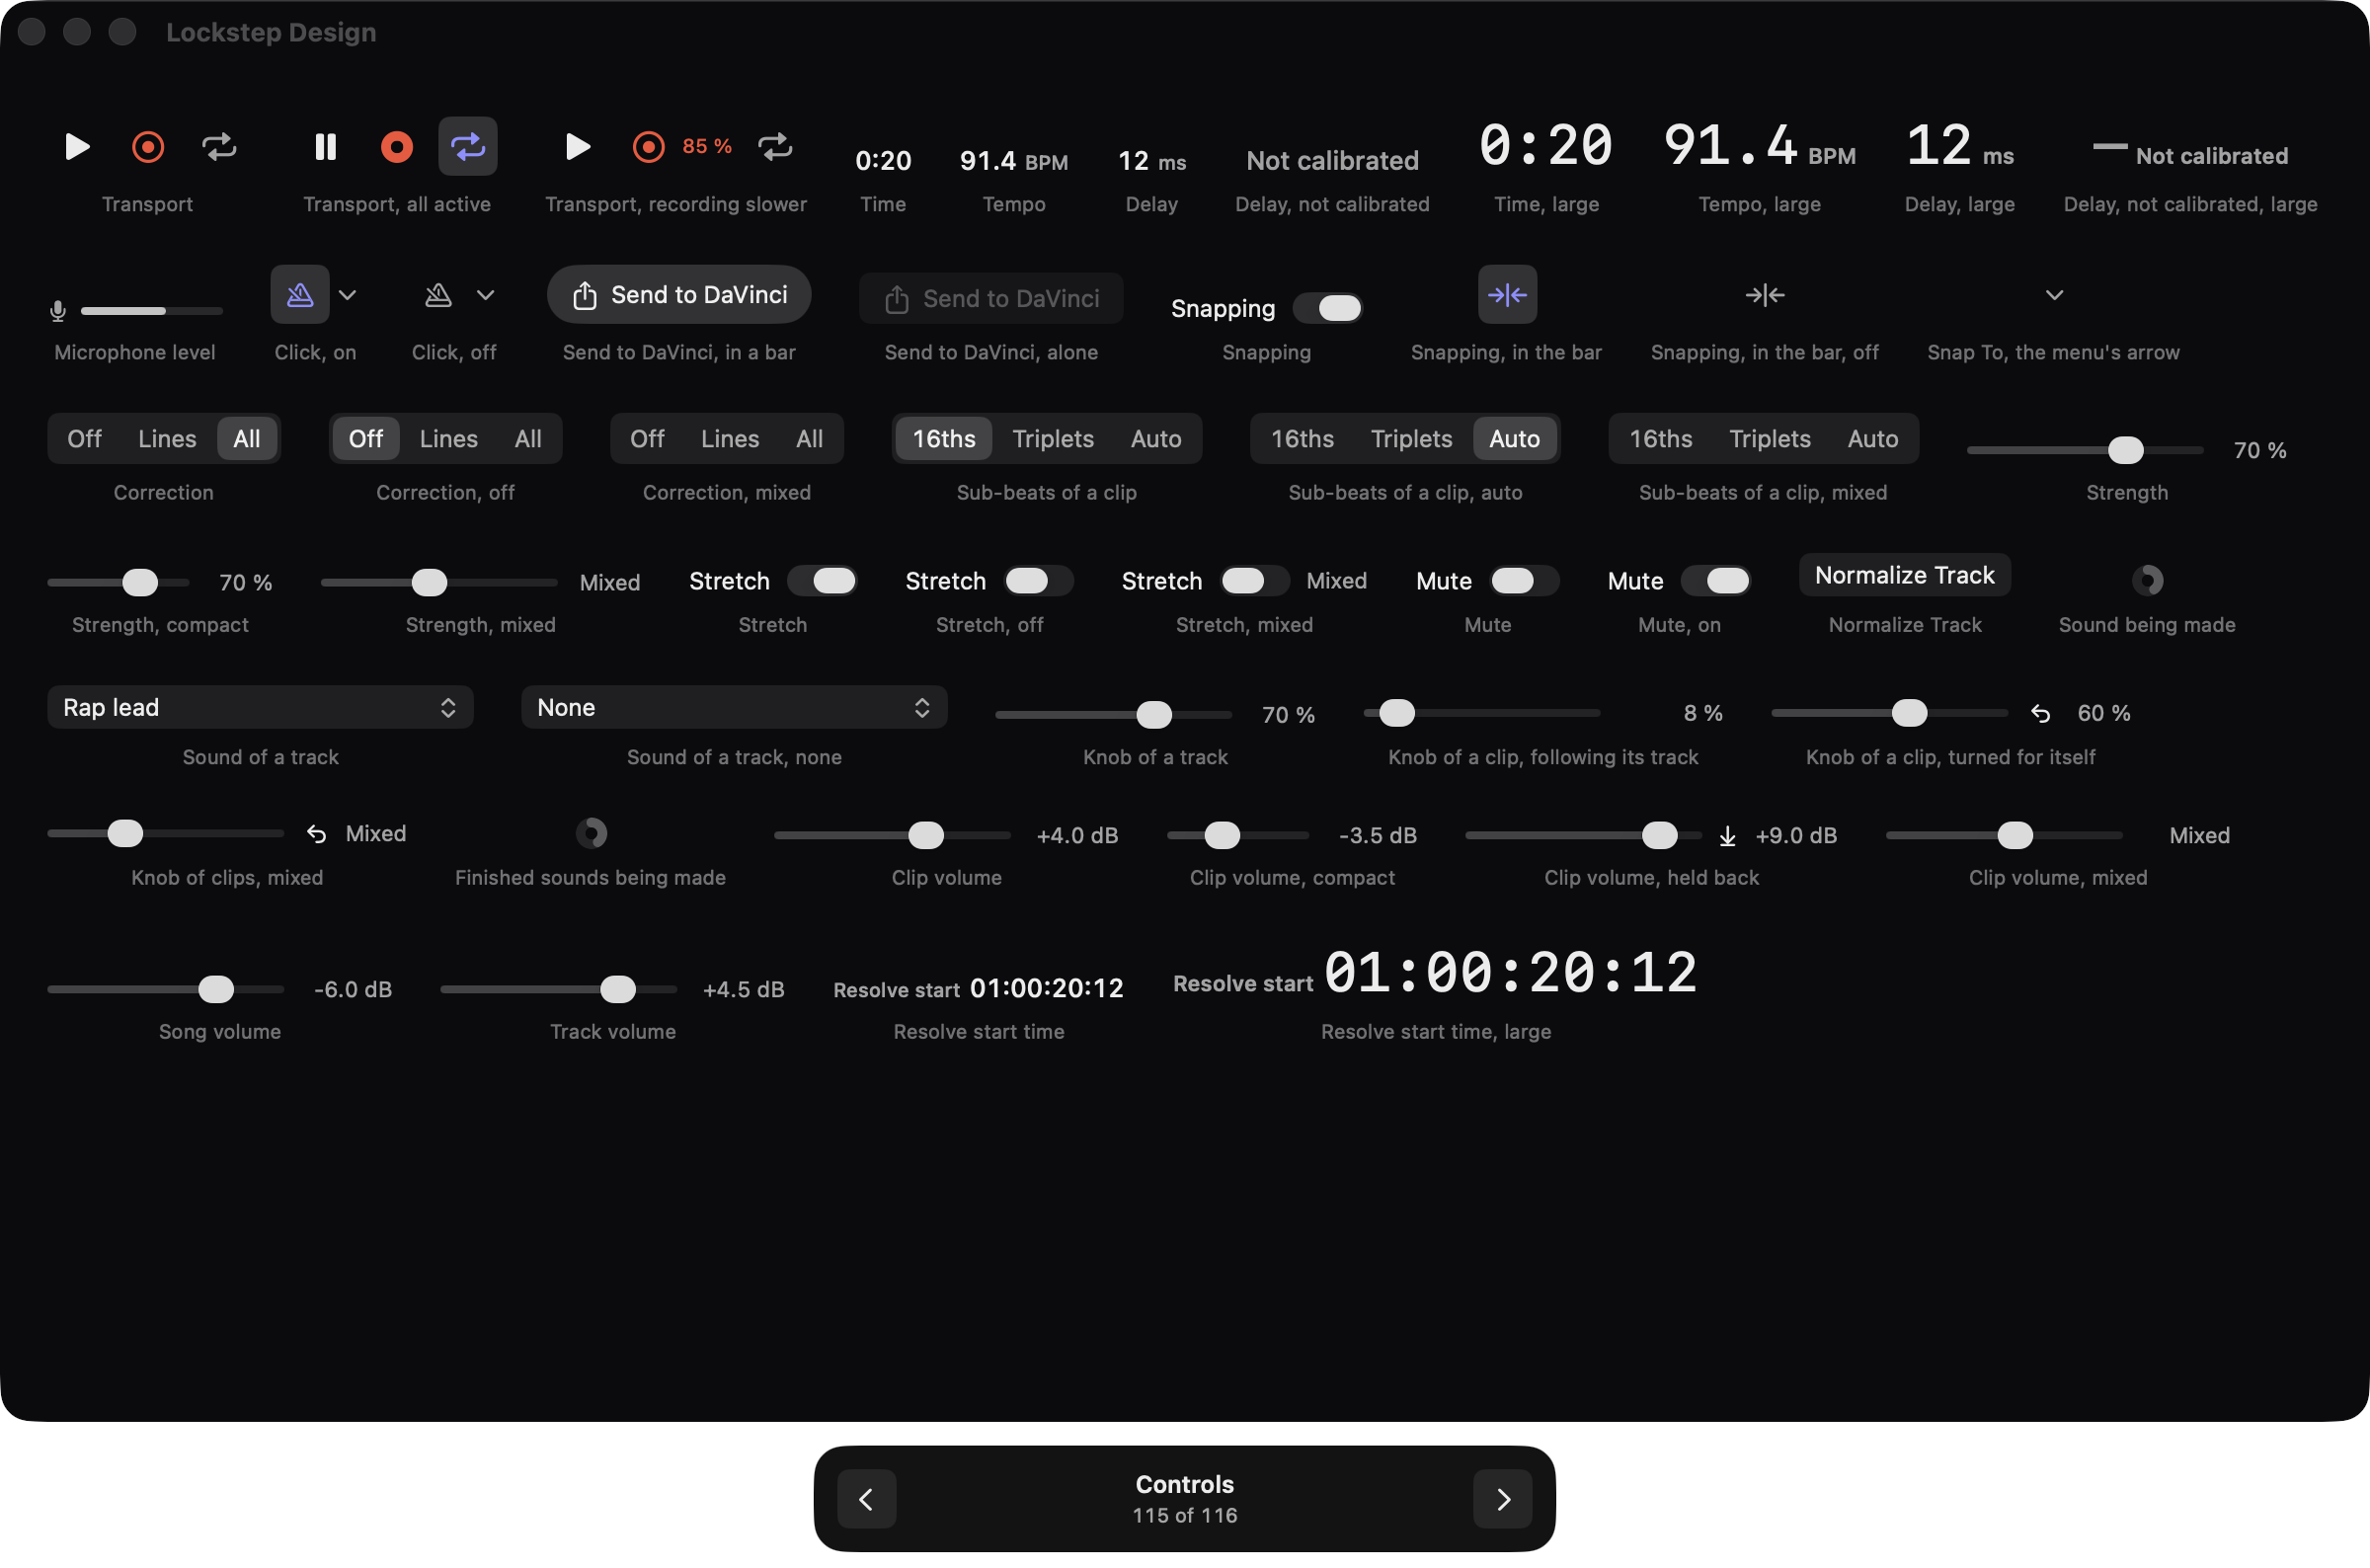 Lockstep Design
85 %
0:20
91.4 BPM
12 ms
Not calibrated
0:20
91.4 BPM
12 ms
— Not calibrated
Transport
Transport, all active
Transport, recording slower
Time
Tempo
Delay
Delay, not calibrated
Time, large
Tempo, large
Delay, large
Delay, not calibrated, large
Send to DaVinci
Send to DaVinci
Snapping
Microphone level
Click, on
Click, off
Send to DaVinci, in a bar
Send to DaVinci, alone
Snapping
Snapping, in the bar
Snapping, in the bar, off
Snap To, the menu's arrow
Off Lines All
Off Lines All
Off Lines All
16ths Triplets Auto
16ths Triplets Auto
16ths Triplets Auto
70 %
Correction
Correction, off
Correction, mixed
Sub-beats of a clip
Sub-beats of a clip, auto
Sub-beats of a clip, mixed
Strength
70 %
Mixed
Stretch
Stretch
Stretch Mixed
Mute
Mute
Normalize Track
Strength, compact
Strength, mixed
Stretch
Stretch, off
Stretch, mixed
Mute
Mute, on
Normalize Track
Sound being made
Rap lead
None
70 %
8 %
60 %
Sound of a track
Sound of a track, none
Knob of a track
Knob of a clip, following its track
Knob of a clip, turned for itself
Mixed
+4.0 dB
-3.5 dB
+9.0 dB
Mixed
Knob of clips, mixed
Finished sounds being made
Clip volume
Clip volume, compact
Clip volume, held back
Clip volume, mixed
-6.0 dB
+4.5 dB
Resolve start 01:00:20:12
Resolve start 01:00:20:12
Song volume
Track volume
Resolve start time
Resolve start time, large
Controls
115 of 116